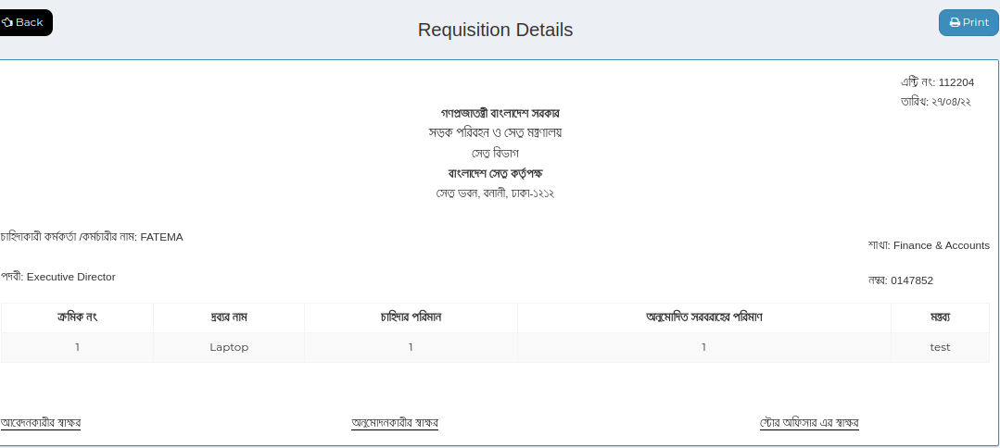 Back
Requisition Details
Print
এন্ট্রি নং: 112204
তারিখ: ২৭/০৪/২২
গণপ্রজাতন্ত্রী বাংলাদেশ সরকার
সড়ক পরিবহন ও সেতু মন্ত্রণালয়
সেতু বিভাগ
বাংলাদেশ সেতু কর্তৃপক্ষ
সেতু ভবন, বনানী, ঢাকা-১২১২
চাহিদাকারী কর্মকর্তা /কর্মচারীর নাম: FATEMA
শাখা: Finance & Accounts
পদবী: Executive Director
নম্বর: 0147852
ক্রমিক নং দ্রব্যর নাম চাহিদার পরিমান অনুমোদিত সরবরাহের পরিমাণ মন্তব্য
1 Laptop 1 1 test
আবেদনকারীর স্বাক্ষর অনুমোদনকারীর স্বাক্ষর স্টোর অফিসার এর স্বাক্ষর